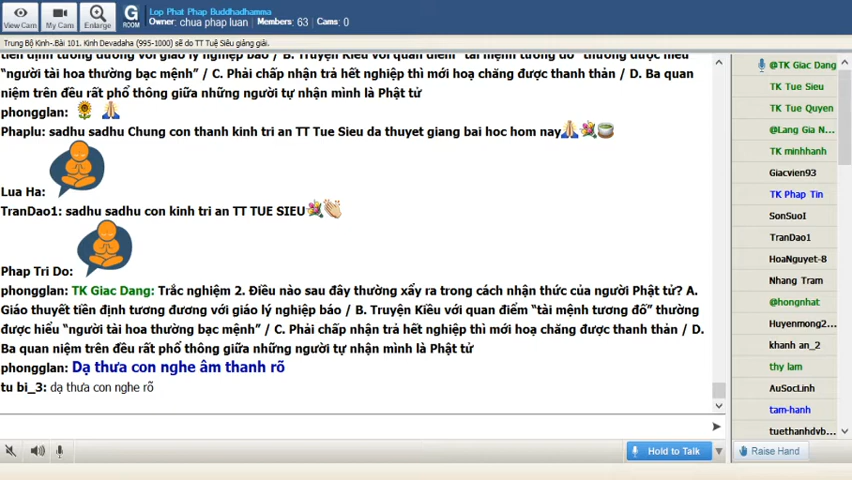 View Cam
My Cam
Enlarge
G
ROOM
Lop Phat Phap Buddhadhamma
Owner: chua phap luan Members: 63 Cams: 0
Trung Bộ Kinh-.Bài 101. Kinh Devadaha (995-1000) sẽ do TT Tuệ Siêu giảng giải.
“người tài hoa thường bạc mệnh” / C. Phải chấp nhận trả hết nghiệp thì mới hoạ chăng được thanh thản / D. Ba quan
niệm trên đều rất phổ thông giữa những người tự nhận mình là Phật tử
phongglan:
Phaplu: sadhu sadhu Chung con thanh kinh tri an TT Tue Sieu da thuyet giang bai hoc hom nay
Lua Ha:
TranDao1: sadhu sadhu con kinh tri an TT TUE SIEU
Phap Tri Do:
phongglan: TK Giac Dang: Trắc nghiệm 2. Điều nào sau đây thường xẩy ra trong cách nhận thức của người Phật tử? A.
Giáo thuyết tiền định tương đương với giáo lý nghiệp báo / B. Truyện Kiều với quan điểm “tài mệnh tương đố” thường
được hiểu “người tài hoa thường bạc mệnh” / C. Phải chấp nhận trả hết nghiệp thì mới hoạ chăng được thanh thản / D.
Ba quan niệm trên đều rất phổ thông giữa những người tự nhận mình là Phật tử
phongglan: Dạ thưa con nghe âm thanh rõ
tu bi_3: dạ thưa con nghe rõ
@TK Giac Dang
TK Tue Sieu
TK Tue Quyen
@Lang Gia N...
TK minhhanh
Giacvien93
TK Phap Tin
SonSuoI
TranDao1
HoaNguyet-8
Nhang Tram
@hongnhat
Huyenmong2...
khanh an_2
thy lam
AuSocLinh
tam-hanh
tuethanhdvb...
Hold to Talk
Raise Hand